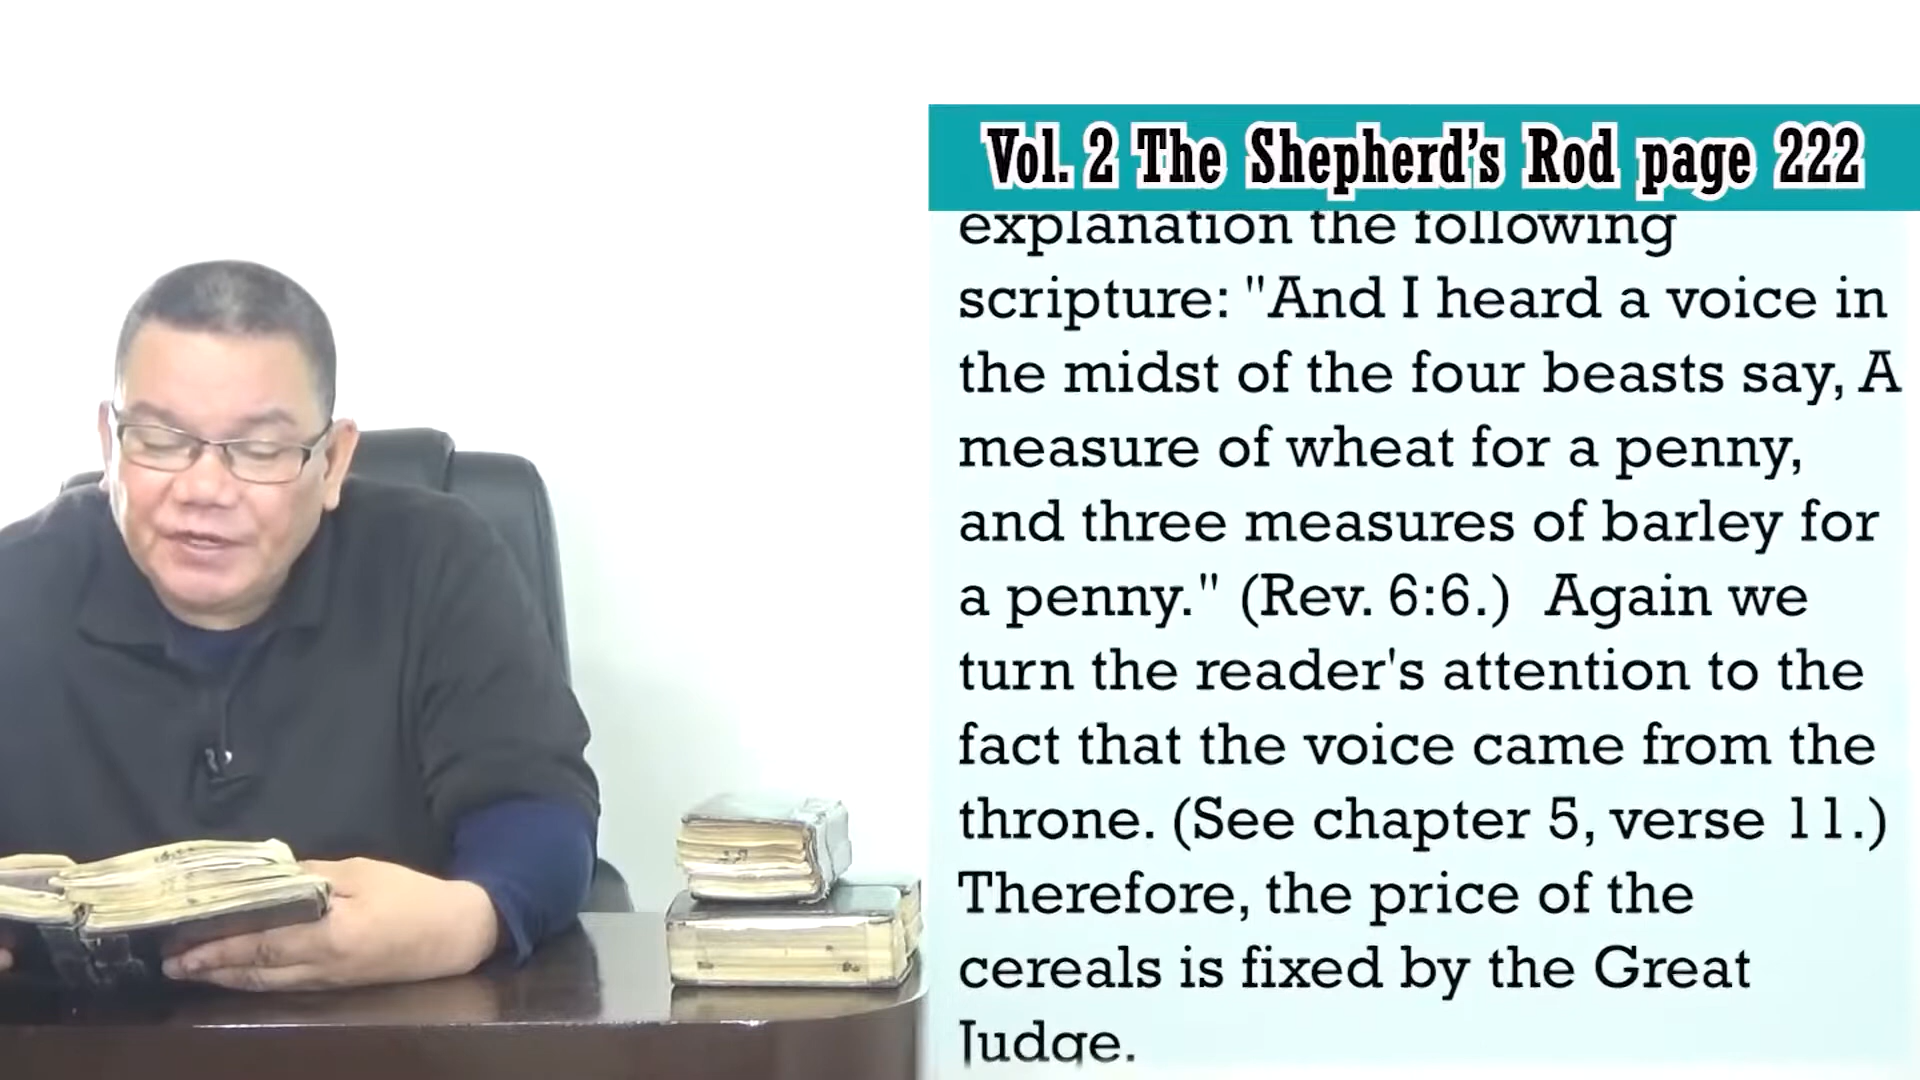 Vol. 2 The Shepherd's Rod page 222
explanation the following
scripture: "And I heard a voice in
the midst of the four beasts say, A
measure of wheat for a penny,
and three measures of barley for
a penny." (Rev. 6:6.) Again we
turn the reader's attention to the
fact that the voice came from the
throne. (See chapter 5, verse 11.)
Therefore, the price of the
cereals is fixed by the Great
Judge.